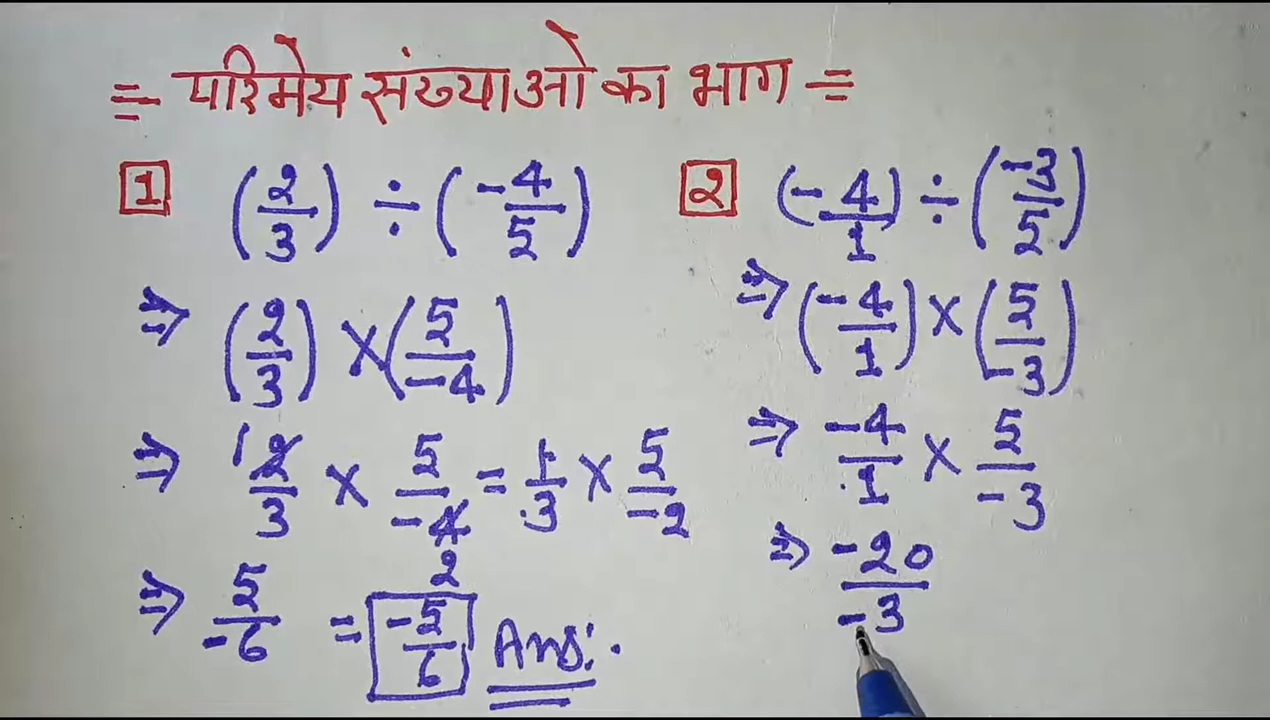 = परिमेय संख्याओ का भाग =
1 (2/3) ÷ (-4/5)
⇒ (2/3) × (5/-4)
⇒ 1 2/3 × 5/-4 2 = 1/3 × 5/-2
⇒ 5/-6 = -5/6 Ans:.
2 (-4/1) ÷ (-3/5)
⇒ (-4/1) × (5/-3)
⇒ -4/1 × 5/-3
⇒ -20/-3